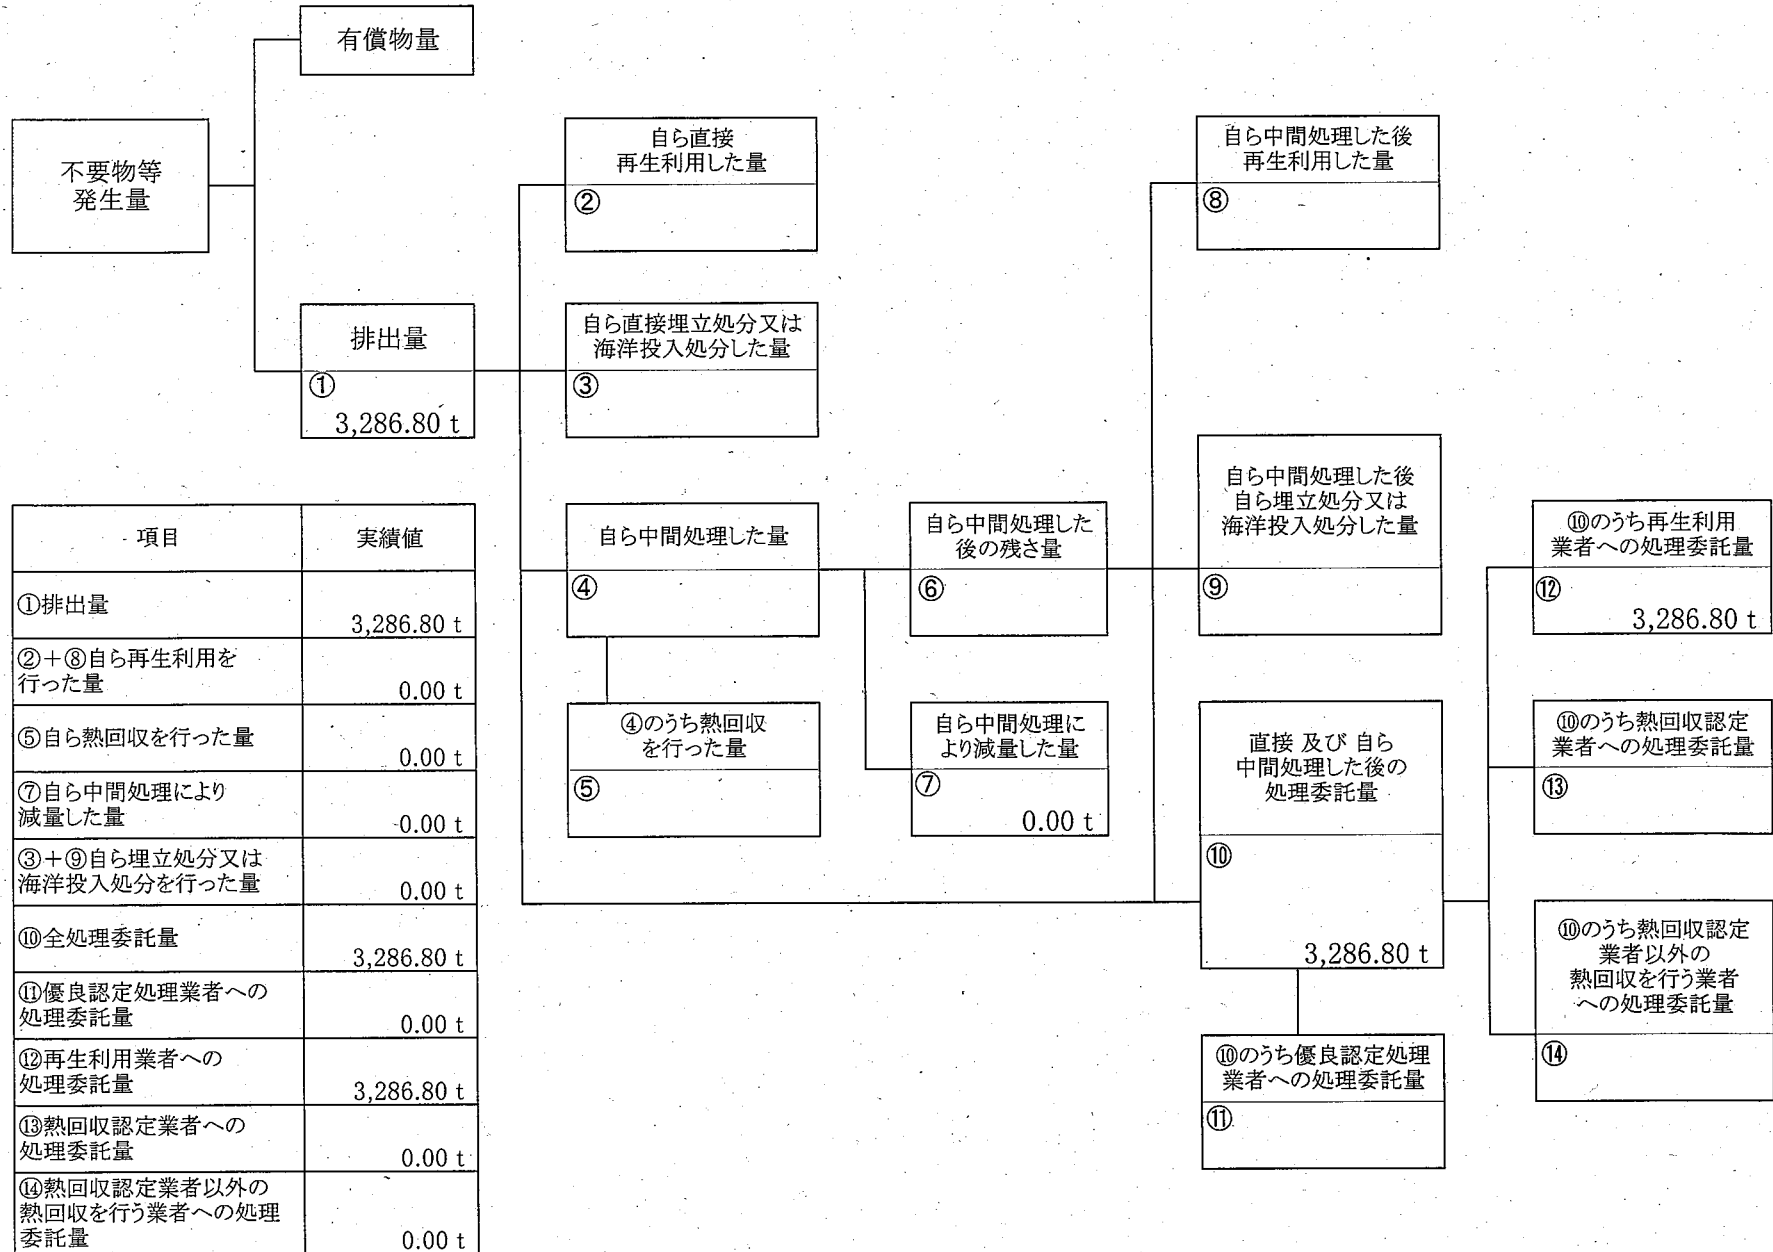 有償物量
不要物等
発生量
排出量
①
3,286.80 t
自ら直接
再生利用した量
②
自ら直接埋立処分又は
海洋投入処分した量
③
自ら中間処理した量
④
④のうち熱回収
を行った量
⑤
自ら中間処理した
後の残さ量
⑥
自ら中間処理に
より減量した量
⑦
0.00 t
自ら中間処理した後
再生利用した量
⑧
自ら中間処理した後
自ら埋立処分又は
海洋投入処分した量
⑨
直接 及び 自ら
中間処理した後の
処理委託量
⑩
3,286.80 t
⑩のうち優良認定処理
業者への処理委託量
⑪
⑩のうち再生利用
業者への処理委託量
⑫
3,286.80 t
⑩のうち熱回収認定
業者への処理委託量
⑬
⑩のうち熱回収認定
業者以外の
熱回収を行う業者
への処理委託量
⑭
項目 実績値
①排出量
3,286.80 t
②+⑧自ら再生利用を
行った量
0.00 t
⑤自ら熱回収を行った量
0.00 t
⑦自ら中間処理により
減量した量
0.00 t
③+⑨自ら埋立処分又は
海洋投入処分を行った量
0.00 t
⑩全処理委託量
3,286.80 t
⑪優良認定処理業者への
処理委託量
0.00 t
⑫再生利用業者への
処理委託量
3,286.80 t
⑬熱回収認定業者への
処理委託量
0.00 t
⑭熱回収認定業者以外の
熱回収を行う業者への処理
委託量
0.00 t